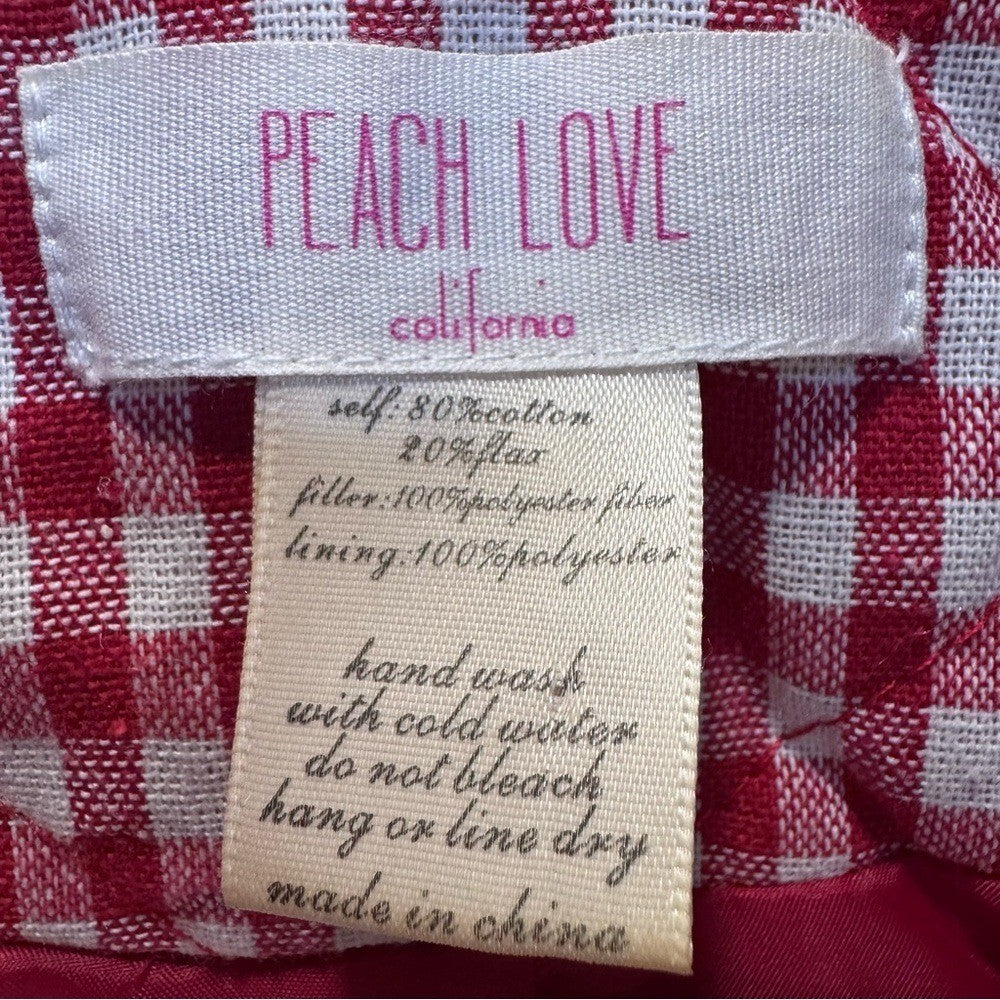 PEACH LOVE
california
self: 80%cotton
20%flax
filler:100%polyester fiber
lining:100%polyester
hand wash
with cold water
do not bleach
hang or line dry
made in china